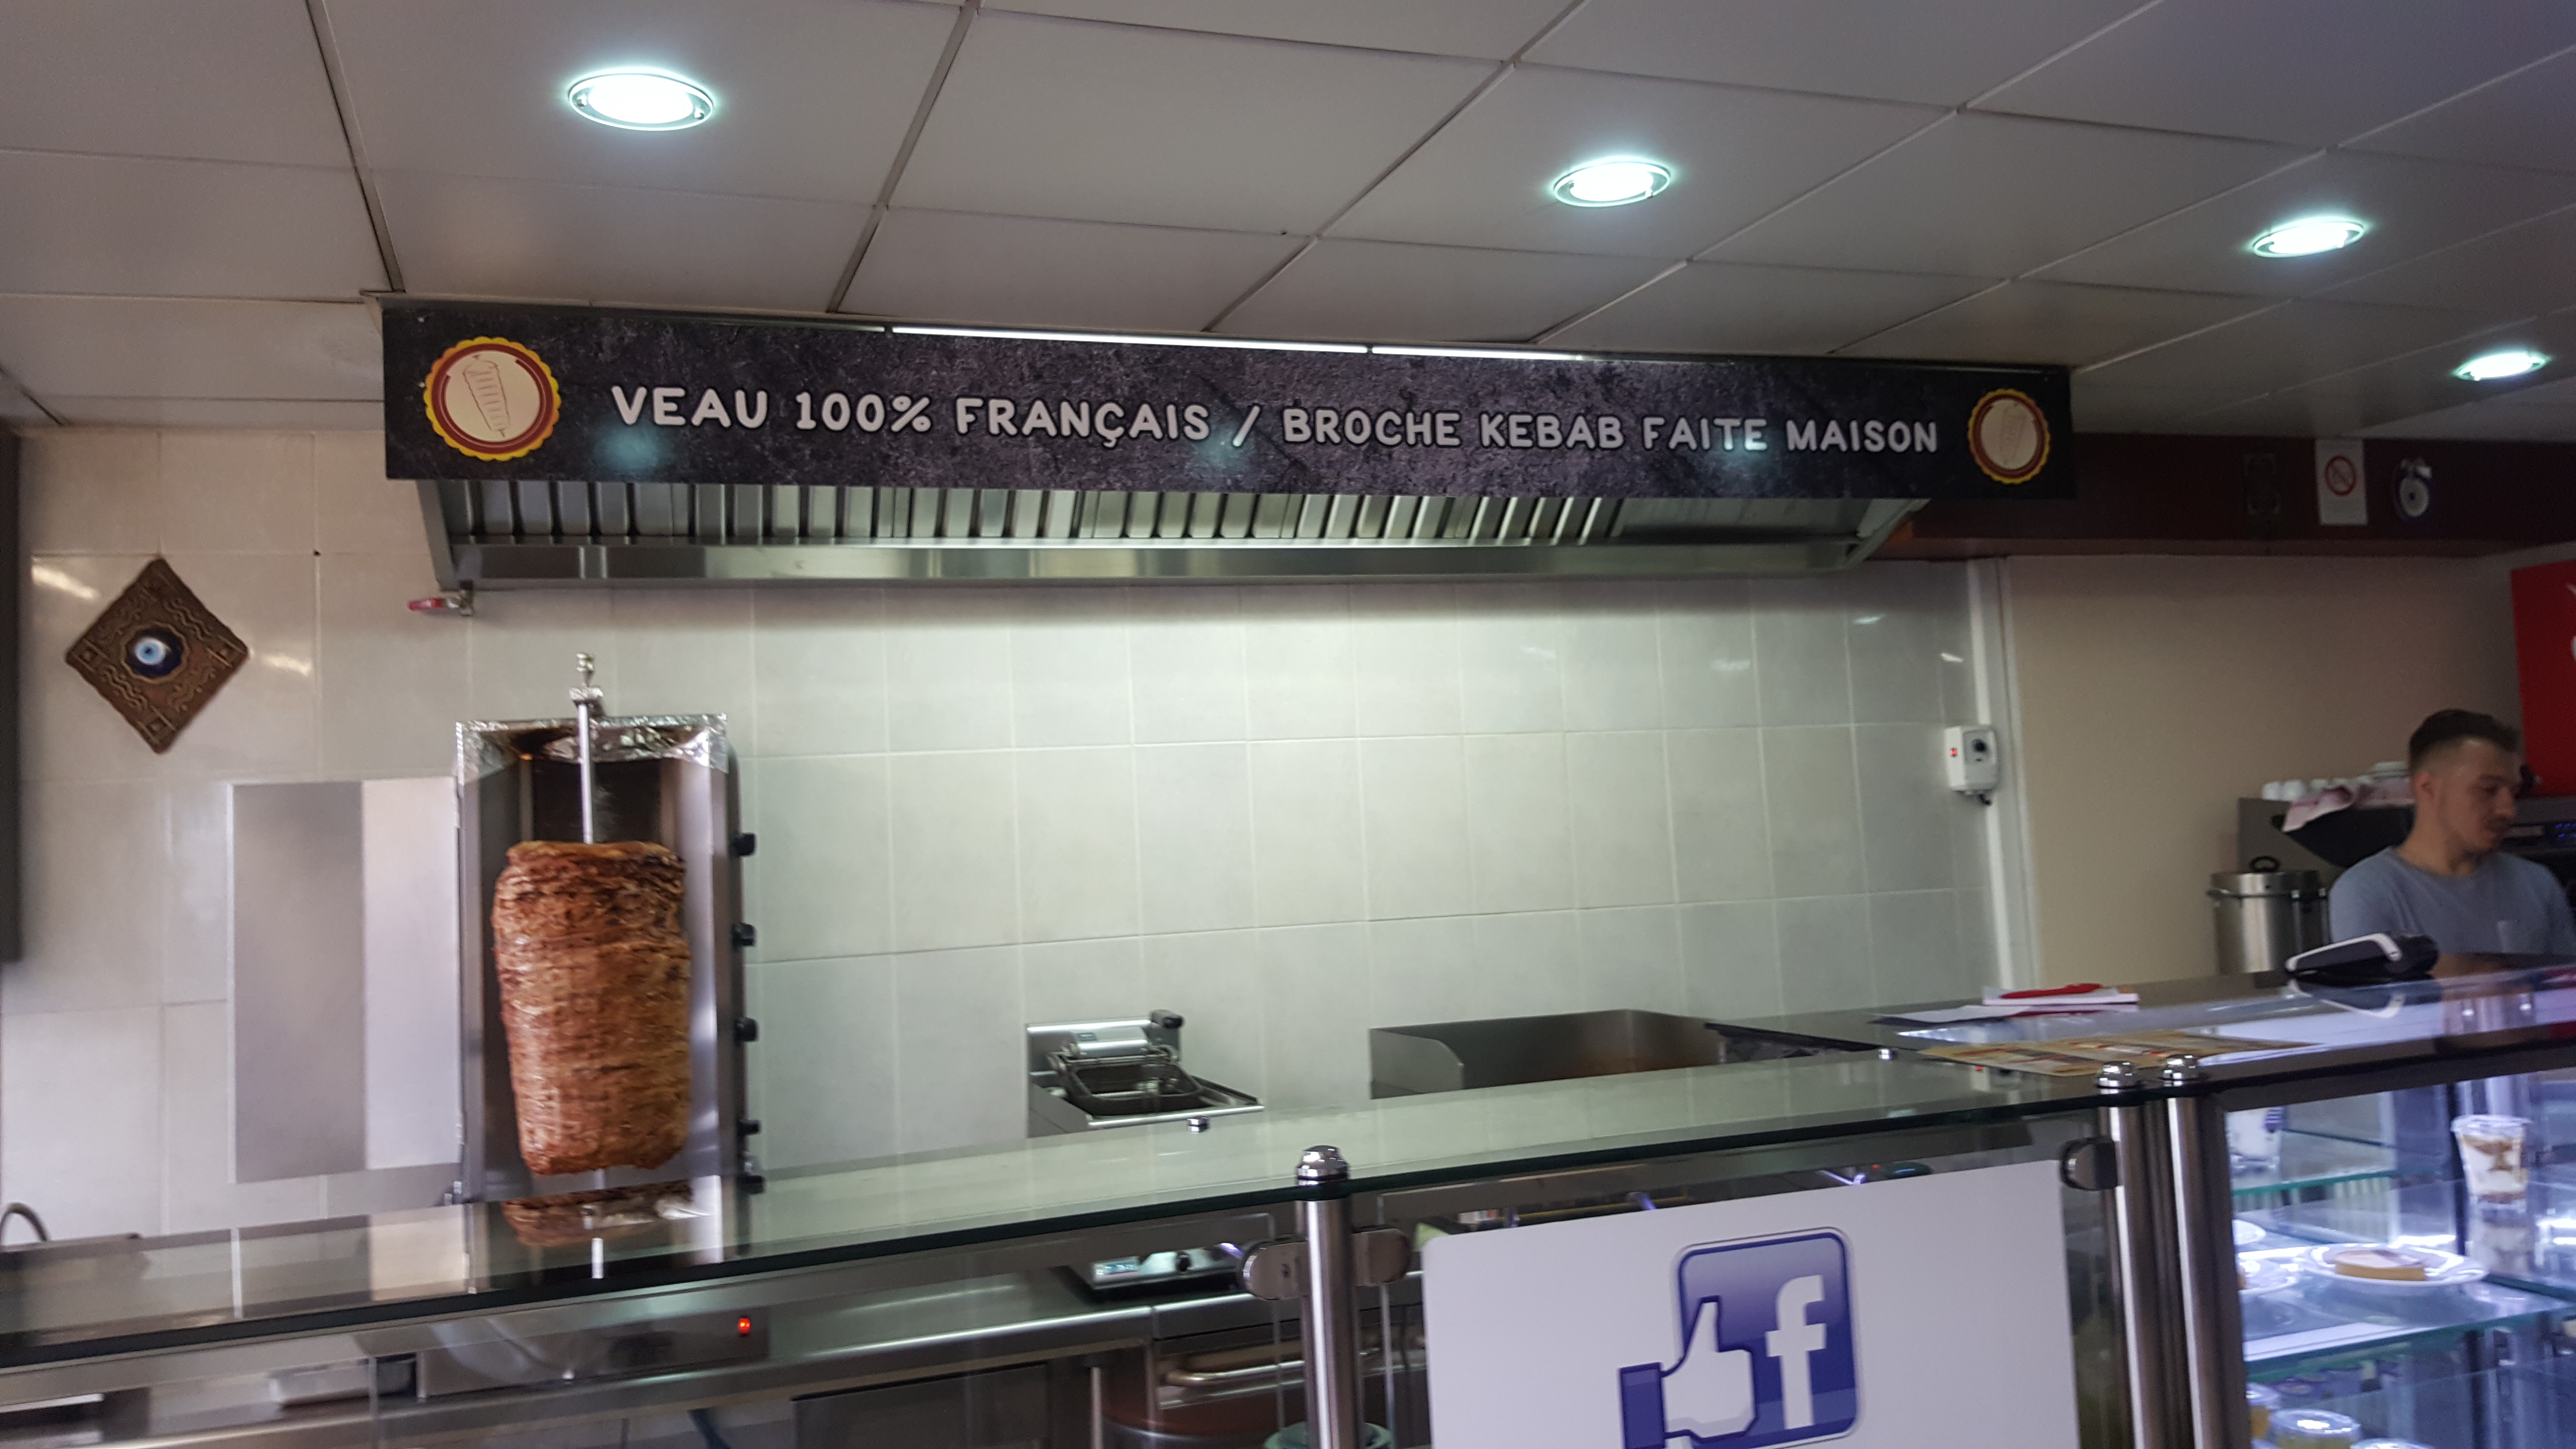 VEAU 100% FRANÇAIS / BROCHE KEBAB FAITE MAISON
f